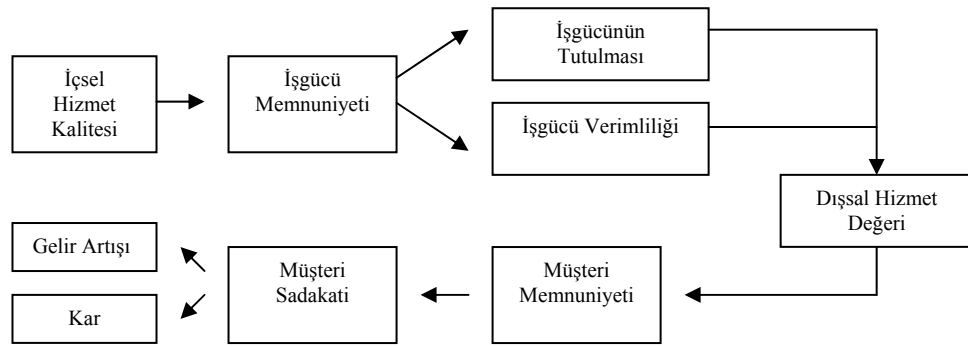 İçsel
Hizmet
Kalitesi
İşgücü
Memnuniyeti
İşgücünün
Tutulması
İşgücü Verimliliği
Dışsal Hizmet
Değeri
Müşteri
Memnuniyeti
Müşteri
Sadakati
Gelir Artışı
Kar